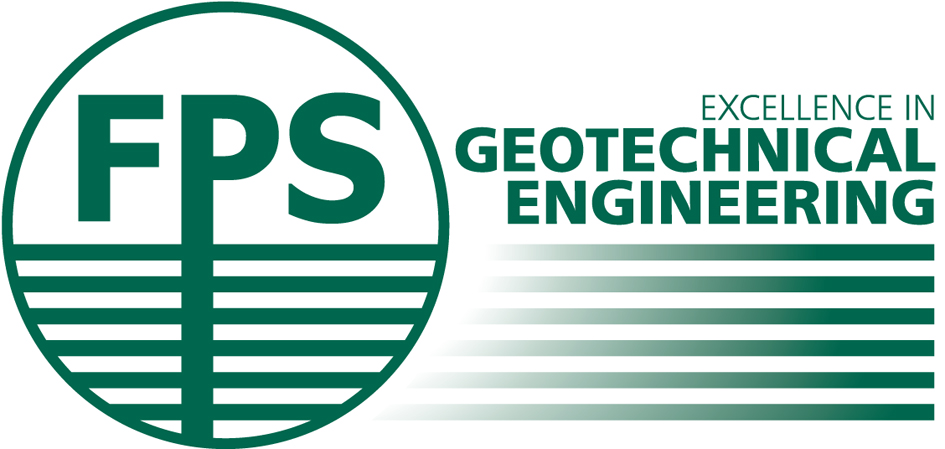 FPS
EXCELLENCE IN
GEOTECHNICAL
ENGINEERING